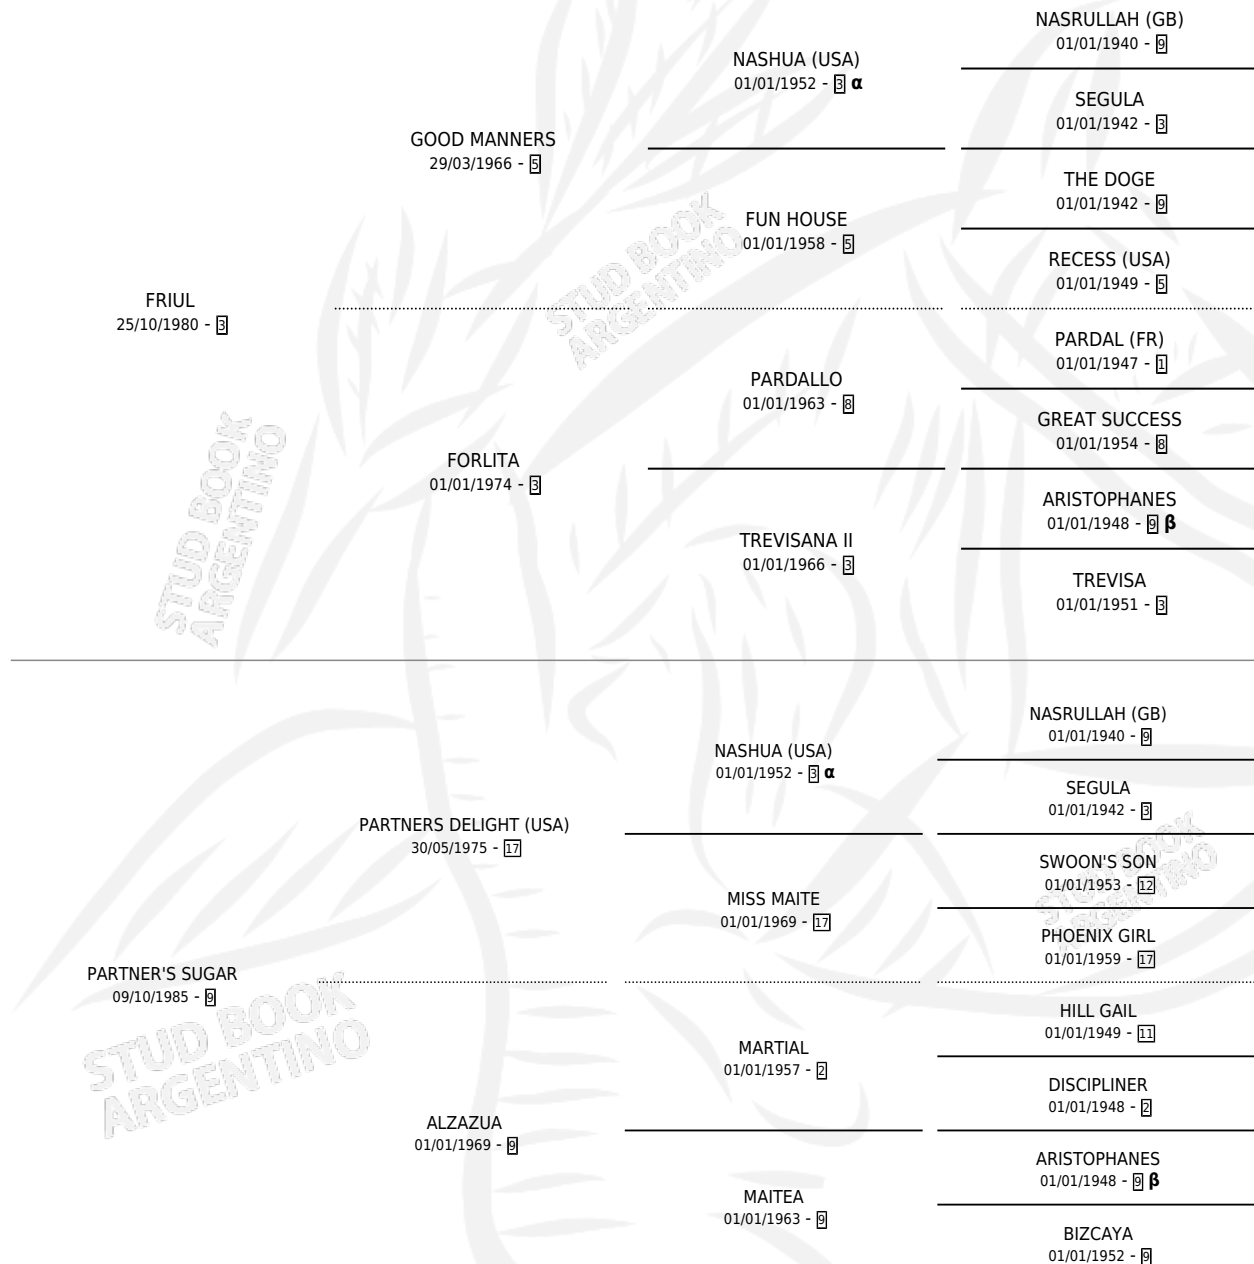 NASRULLAH (GB)
01/01/1940 - 9
NASHUA (USA)
01/01/1952 - 3 α
SEGULA
01/01/1942 - 3
GOOD MANNERS
29/03/1966 - 5
THE DOGE
01/01/1942 - 9
FUN HOUSE
01/01/1958 - 5
RECESS (USA)
01/01/1949 - 5
FRIUL
25/10/1980 - 3
PARDAL (FR)
01/01/1947 - 1
PARDALLO
01/01/1963 - 8
GREAT SUCCESS
01/01/1954 - 8
FORLITA
01/01/1974 - 3
ARISTOPHANES
01/01/1948 - 9 β
TREVISANA II
01/01/1966 - 3
TREVISA
01/01/1951 - 3
NASRULLAH (GB)
01/01/1940 - 9
NASHUA (USA)
01/01/1952 - 3 α
SEGULA
01/01/1942 - 3
PARTNERS DELIGHT (USA)
30/05/1975 - 17
SWOON'S SON
01/01/1953 - 12
MISS MAITE
01/01/1969 - 17
PHOENIX GIRL
01/01/1959 - 17
PARTNER'S SUGAR
09/10/1985 - 9
HILL GAIL
01/01/1949 - 11
MARTIAL
01/01/1957 - 2
DISCIPLINER
01/01/1948 - 2
ALZAZUA
01/01/1969 - 9
ARISTOPHANES
01/01/1948 - 9 β
MAITEA
01/01/1963 - 9
BIZCAYA
01/01/1952 - 9
STUD BOOK
ARGENTINO
STUD BOOK
ARGENTINO
STUD BOOK
ARGENTINO
STUD BOOK
ARGENTINO